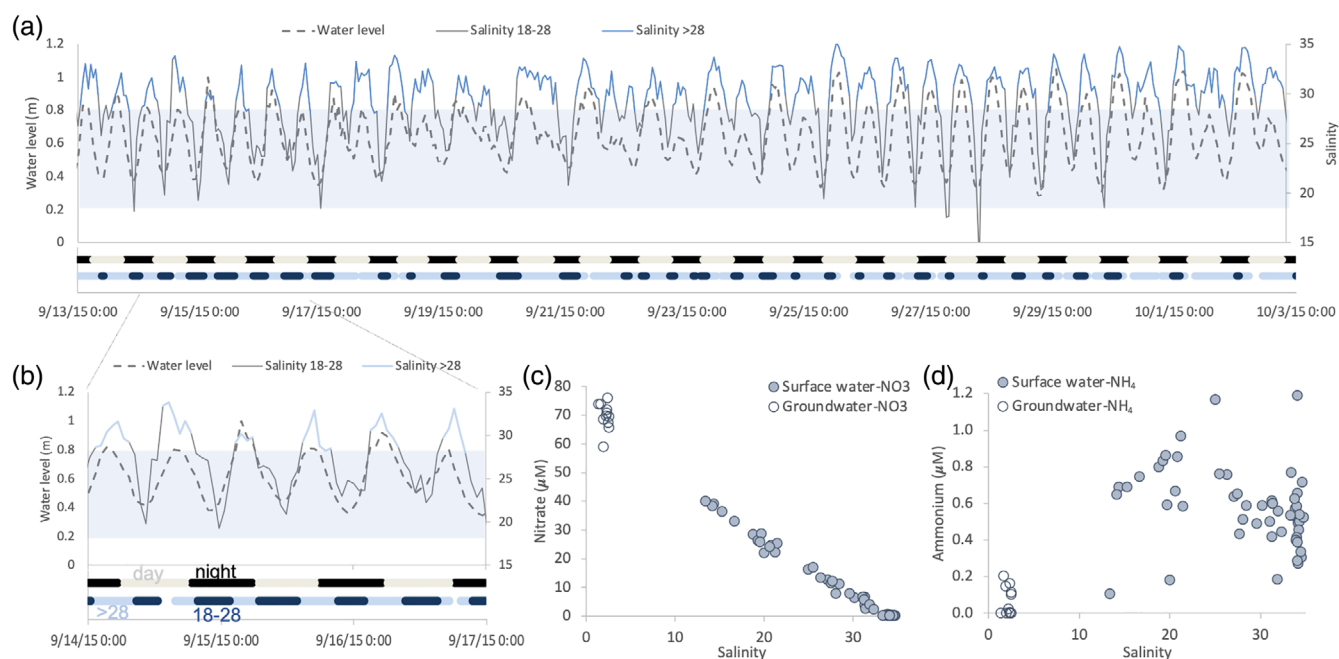 (a)
Water level Salinity 18-28 Salinity >28
1.2 35
1 30
0.8
0.6 25
0.4 20
0.2
0 15
Water level (m)
Salinity
9/13/15 0:00 9/15/15 0:00 9/17/15 0:00 9/19/15 0:00 9/21/15 0:00 9/23/15 0:00 9/25/15 0:00 9/27/15 0:00 9/29/15 0:00 10/1/15 0:00 10/3/15 0:00
(b)
Water level Salinity 18-28 Salinity >28
1.2 35
1 30
0.8
0.6 25
0.4 20
0.2
0 15
Water level (m)
day night
>28 18-28
9/14/15 0:00 9/15/15 0:00 9/16/15 0:00 9/17/15 0:00
(c)
Surface water-NO3
Groundwater-NO3
80
70
60
50
40
30
20
10
0
Nitrate (µM)
0 10 20 30
Salinity
(d)
Surface water-NH₄
Groundwater-NH₄
1.2
1.0
0.8
0.6
0.4
0.2
0.0
Ammonium (µM)
0 10 20 30
Salinity